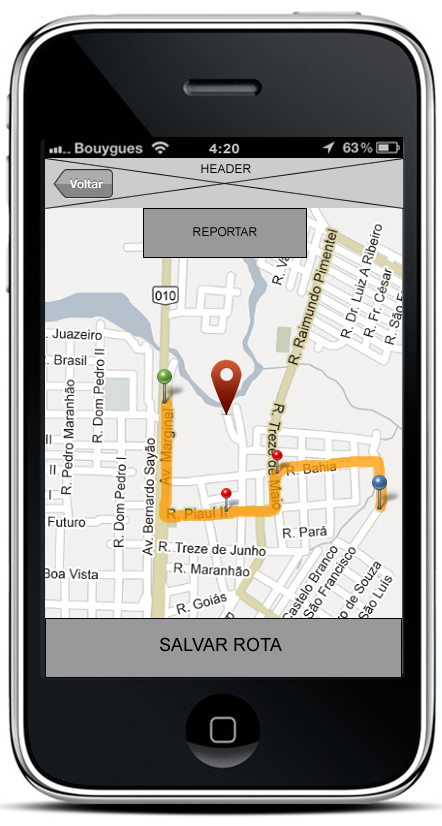 Bouygues 4:20 63%
HEADER
Voltar
REPORTAR
010
R. Raimundo Pimentel
R. Dr. Luiz A Ribeiro
R. Fr César
R. São
Juazeiro
Brasil
R. Dom Pedro II
R. Pedro Maranhão
R. Dom Pedro I
Av. Bernardo Sayão
Av. Marginal
R. Treze de Maio
R. Bahia
II
I
Futuro
R. Piauí II
R. Pará
R. Treze de Junho
Boa Vista
R. Maranhão
R. Goiás
Castelo Branco
São Francisco
ro de Souza
São Luís
SALVAR ROTA